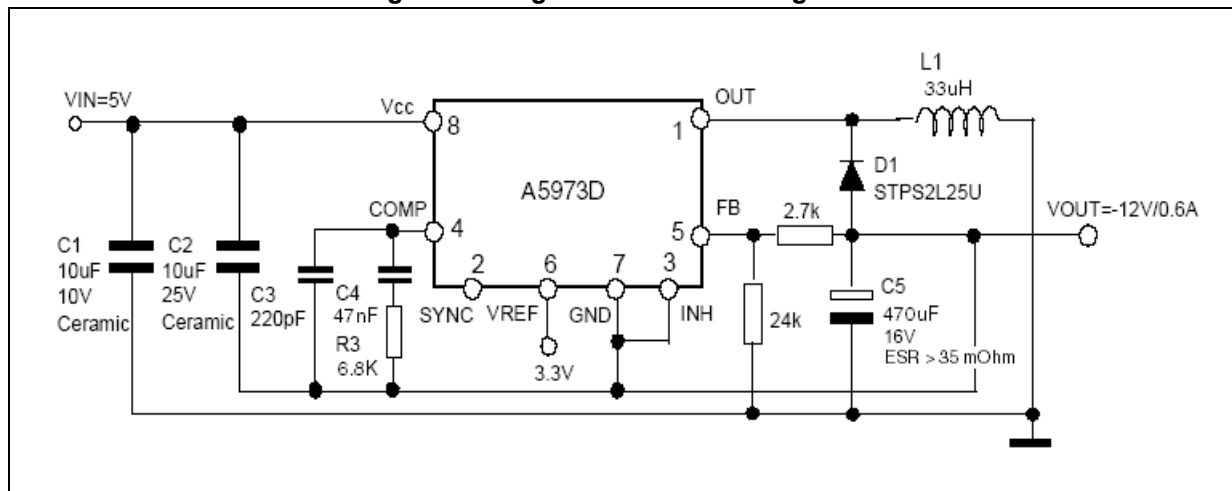 VIN=5V
Vcc
8
A5973D
OUT
1
L1
33uH
D1
STPS2L25U
COMP
4
FB
5
2.7k
VOUT=-12V/0.6A
C1
10uF
10V
Ceramic
C2
10uF
25V
Ceramic
C3
220pF
C4
47nF
R3
6.8K
2
SYNC
6
VREF
3.3V
7
GND
3
INH
24k
C5
470uF
16V
ESR > 35 mOhm